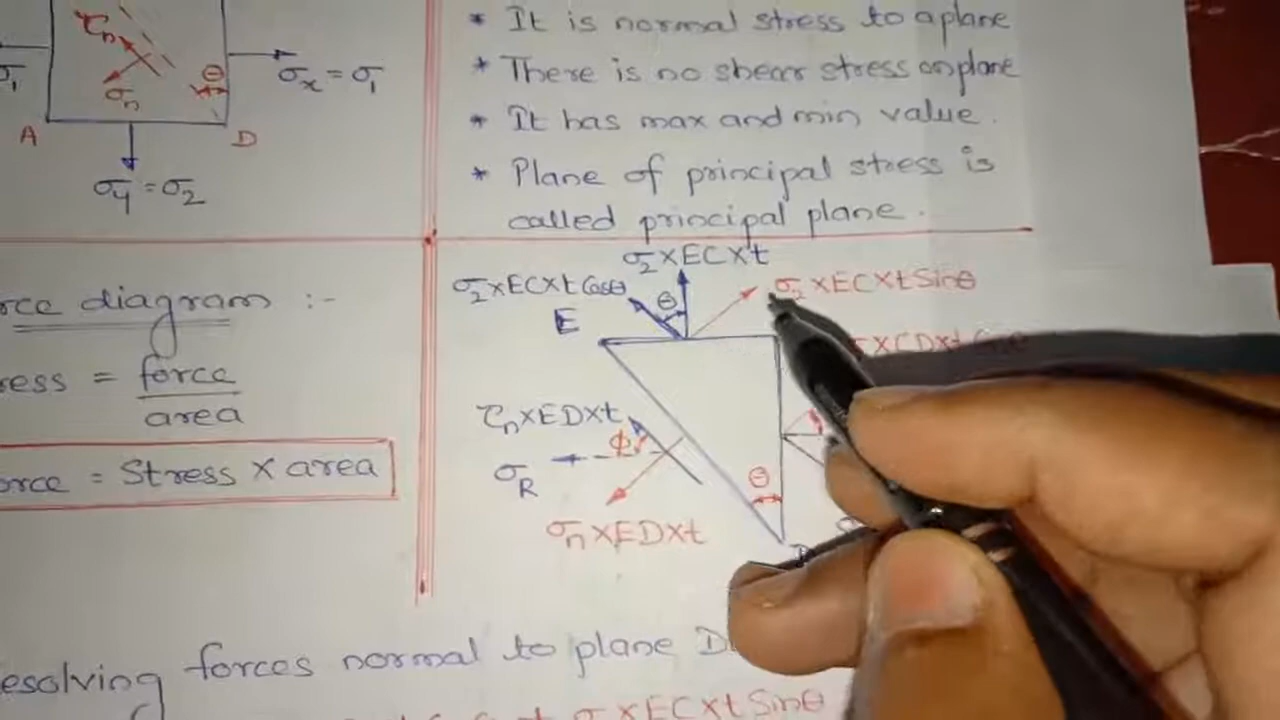 τn
θ
σ1
σn
σx = σ1
A
D
σy = σ2
* It is normal stress to a plane
* There is no shear stress on plane
* It has max and min value.
* Plane of principal stress is
called principal plane.
rce diagram :-
ress = force
area
orce = Stress × area
σ2×EC×t
σ2×EC×t Cosθ
θ
σ2×EC×t Sinθ
E
×CD×t
τn×ED×t
φ
σR
θ
σn×ED×t
esolving forces normal to plane D
×EC×t Sinθ